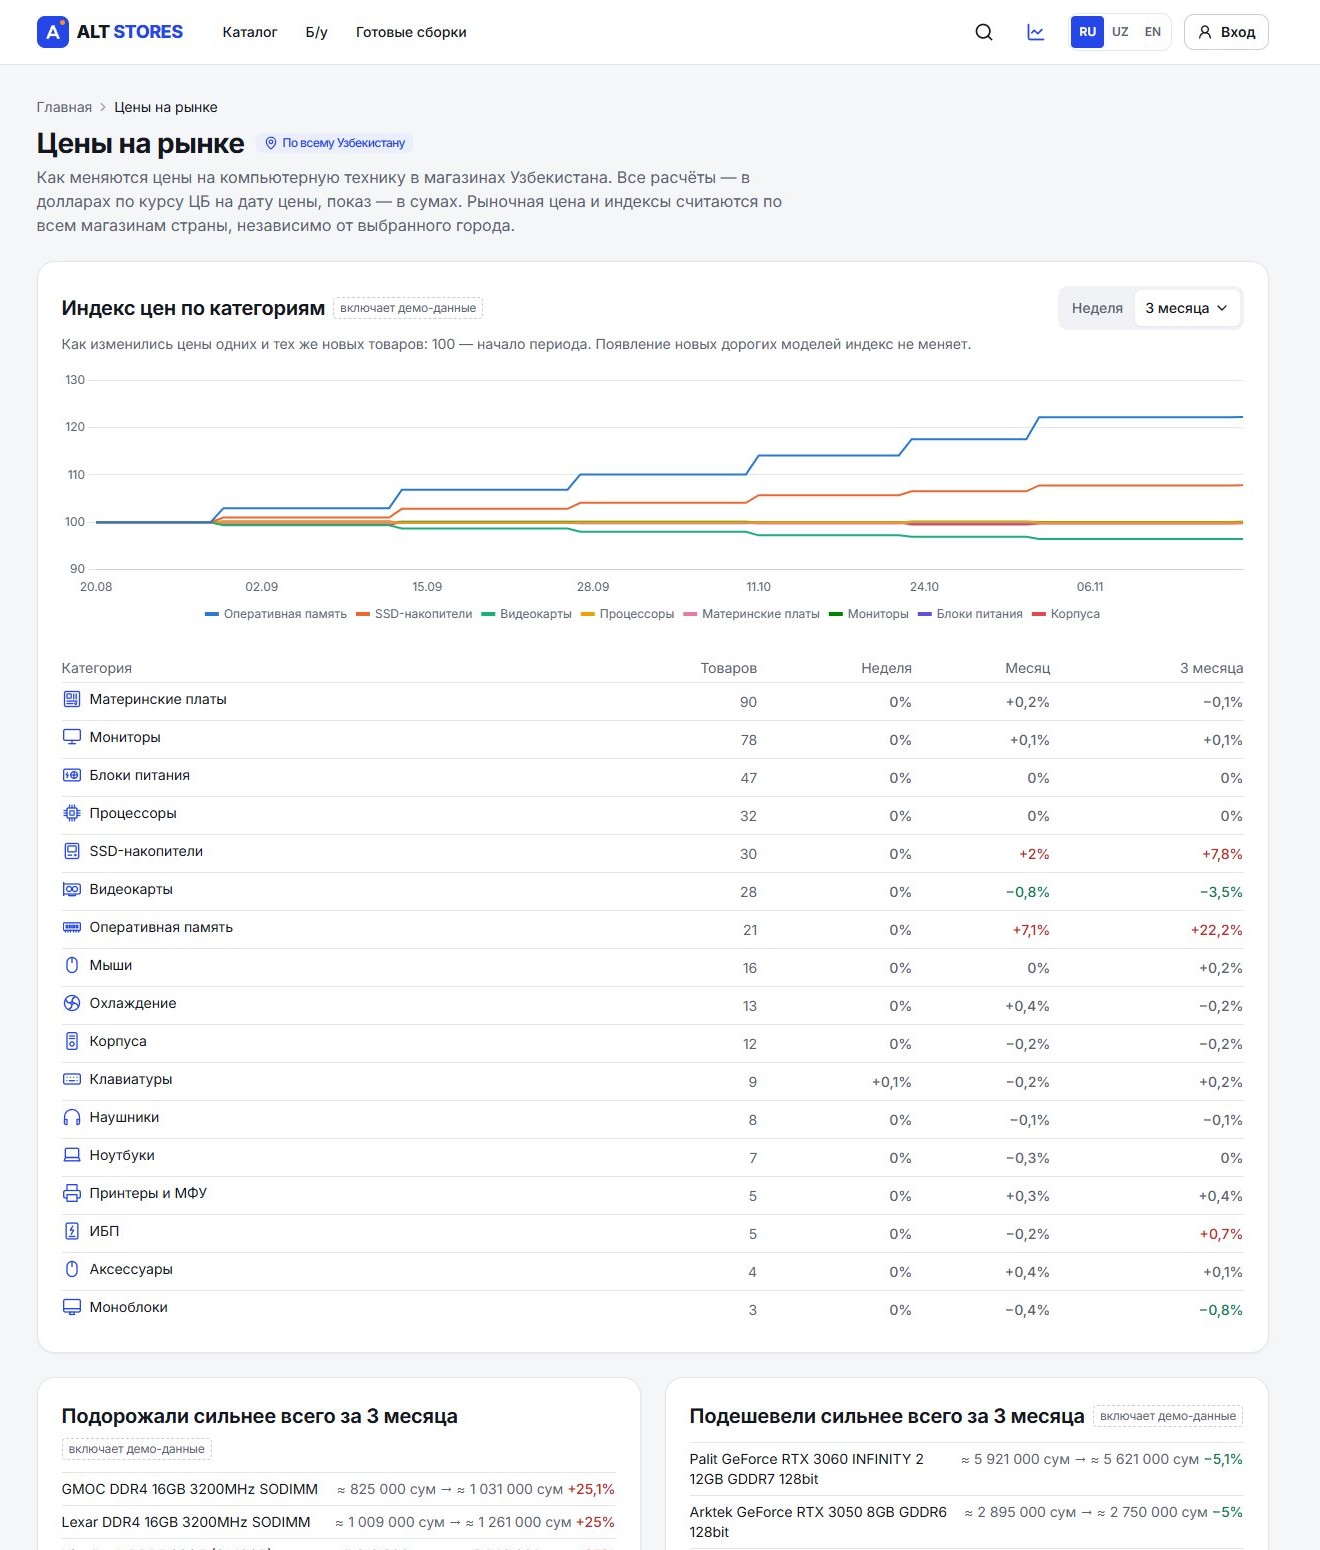 ALT STORES
Каталог
Б/у
Готовые сборки
RU UZ EN
Вход
Главная > Цены на рынке
Цены на рынке
По всему Узбекистану
Как меняются цены на компьютерную технику в магазинах Узбекистана. Все расчёты — в
долларах по курсу ЦБ на дату цены, показ — в сумах. Рыночная цена и индексы считаются по
всем магазинам страны, независимо от выбранного города.
Индекс цен по категориям включает демо-данные
Неделя 3 месяца
Как изменились цены одних и тех же новых товаров: 100 — начало периода. Появление новых дорогих моделей индекс не меняет.
130
120
110
100
90
20.08 02.09 15.09 28.09 11.10 24.10 06.11
Оперативная память SSD-накопители Видеокарты Процессоры Материнские платы Мониторы Блоки питания Корпуса
Категория Товаров Неделя Месяц 3 месяца
Материнские платы 90 0% +0,2% −0,1%
Мониторы 78 0% +0,1% +0,1%
Блоки питания 47 0% 0% 0%
Процессоры 32 0% 0% 0%
SSD-накопители 30 0% +2% +7,8%
Видеокарты 28 0% −0,8% −3,5%
Оперативная память 21 0% +7,1% +22,2%
Мыши 16 0% 0% +0,2%
Охлаждение 13 0% +0,4% −0,2%
Корпуса 12 0% −0,2% −0,2%
Клавиатуры 9 +0,1% −0,2% +0,2%
Наушники 8 0% −0,1% −0,1%
Ноутбуки 7 0% −0,3% 0%
Принтеры и МФУ 5 0% +0,3% +0,4%
ИБП 5 0% −0,2% +0,7%
Аксессуары 4 0% +0,4% +0,1%
Моноблоки 3 0% −0,4% −0,8%
Подорожали сильнее всего за 3 месяца
включает демо-данные
GMOC DDR4 16GB 3200MHz SODIMM ≈ 825 000 сум → ≈ 1 031 000 сум +25,1%
Lexar DDR4 16GB 3200MHz SODIMM ≈ 1 009 000 сум → ≈ 1 261 000 сум +25%
Подешевели сильнее всего за 3 месяца включает демо-данные
Palit GeForce RTX 3060 INFINITY 2 ≈ 5 921 000 сум → ≈ 5 621 000 сум −5,1%
12GB GDDR7 128bit
Arktek GeForce RTX 3050 8GB GDDR6 ≈ 2 895 000 сум → ≈ 2 750 000 сум −5%
128bit